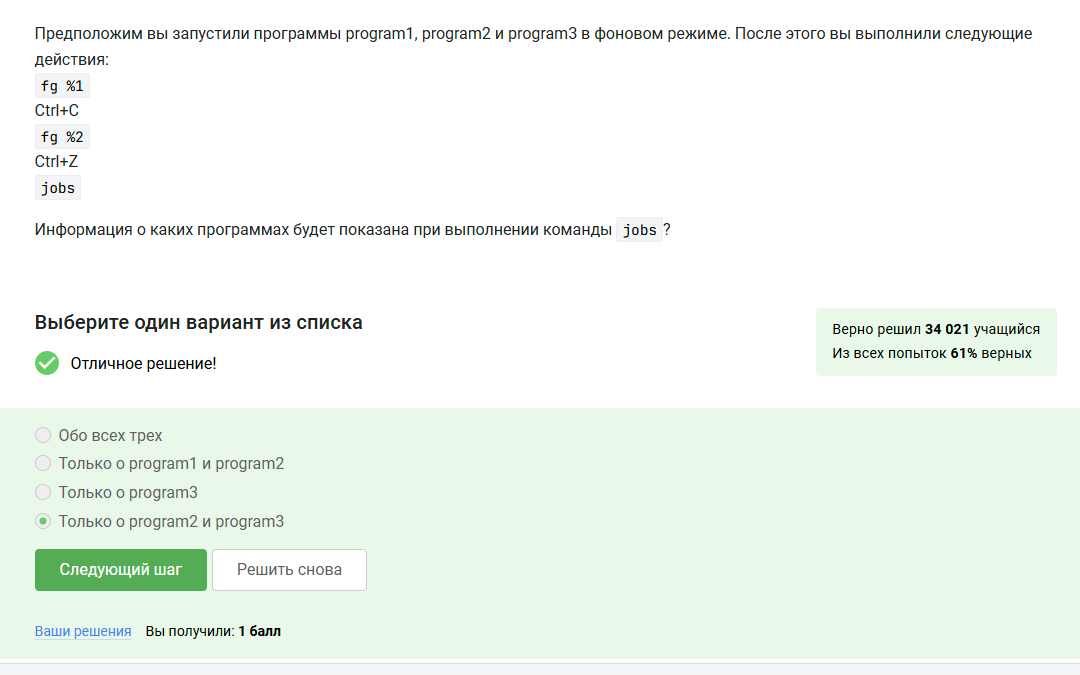 Предположим вы запустили программы program1, program2 и program3 в фоновом режиме. После этого вы выполнили следующие
действия:
fg %1
Ctrl+C
fg %2
Ctrl+Z
jobs
Информация о каких программах будет показана при выполнении команды jobs?
Выберите один вариант из списка
Отличное решение!
Верно решил 34 021 учащийся
Из всех попыток 61% верных
Обо всех трех
Только о program1 и program2
Только о program3
Только о program2 и program3
Следующий шаг
Решить снова
Ваши решения Вы получили: 1 балл